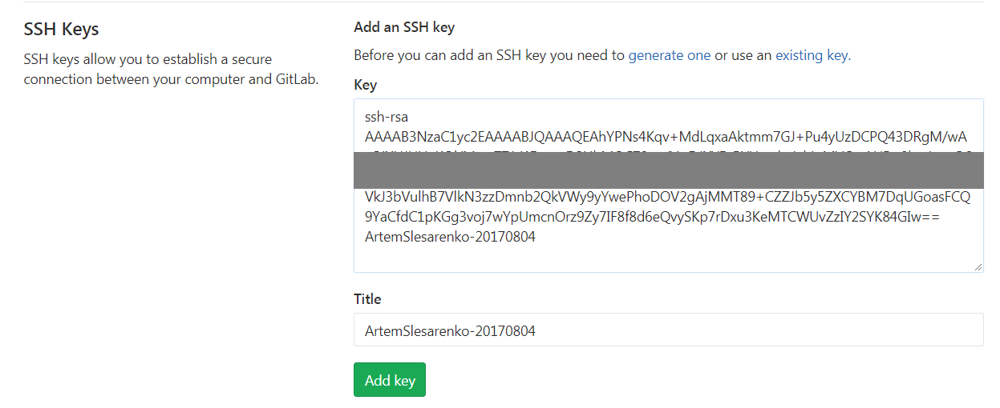 SSH Keys
SSH keys allow you to establish a secure
connection between your computer and GitLab.
Add an SSH key
Before you can add an SSH key you need to generate one or use an existing key.
Key
ssh-rsa
AAAAB3NzaC1yc2EAAAABJQAAAQEAhYPNs4Kqv+MdLqxaAktmm7GJ+Pu4yUzDCPQ43DRgM/wA
VkJ3bVulhB7VlkN3zzDmnb2QkVWy9yYwePhoDOV2gAjMMT89+CZZJb5y5ZXCYBM7DqUGoasFCQ
9YaCfdC1pKGg3voj7wYpUmcnOrz9Zy7IF8f8d6eQvySKp7rDxu3KeMTCWUvZzIY2SYK84GIw==
ArtemSlesarenko-20170804
Title
ArtemSlesarenko-20170804
Add key